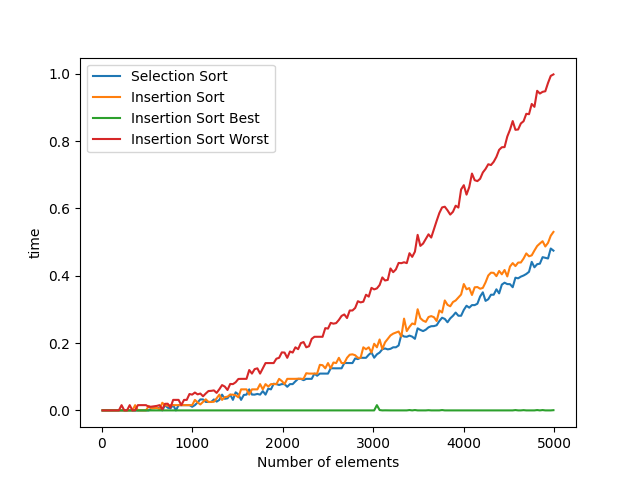 Selection Sort
Insertion Sort
Insertion Sort Best
Insertion Sort Worst
1.0
0.8
0.6
0.4
0.2
0.0
time
0 1000 2000 3000 4000 5000
Number of elements